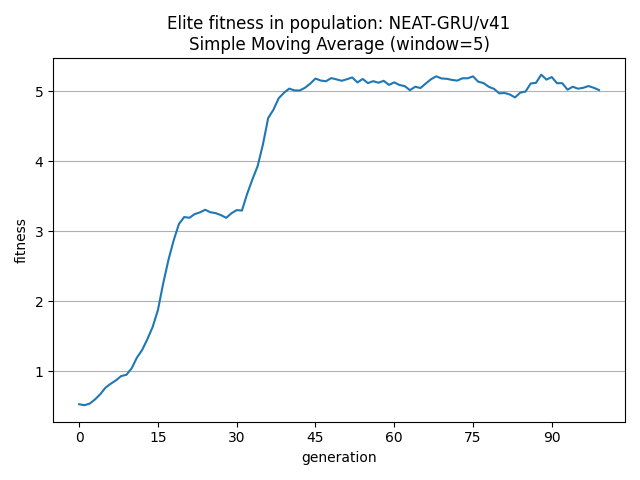 Elite fitness in population: NEAT-GRU/v41
Simple Moving Average (window=5)
fitness
5
4
3
2
1
0 15 30 45 60 75 90
generation